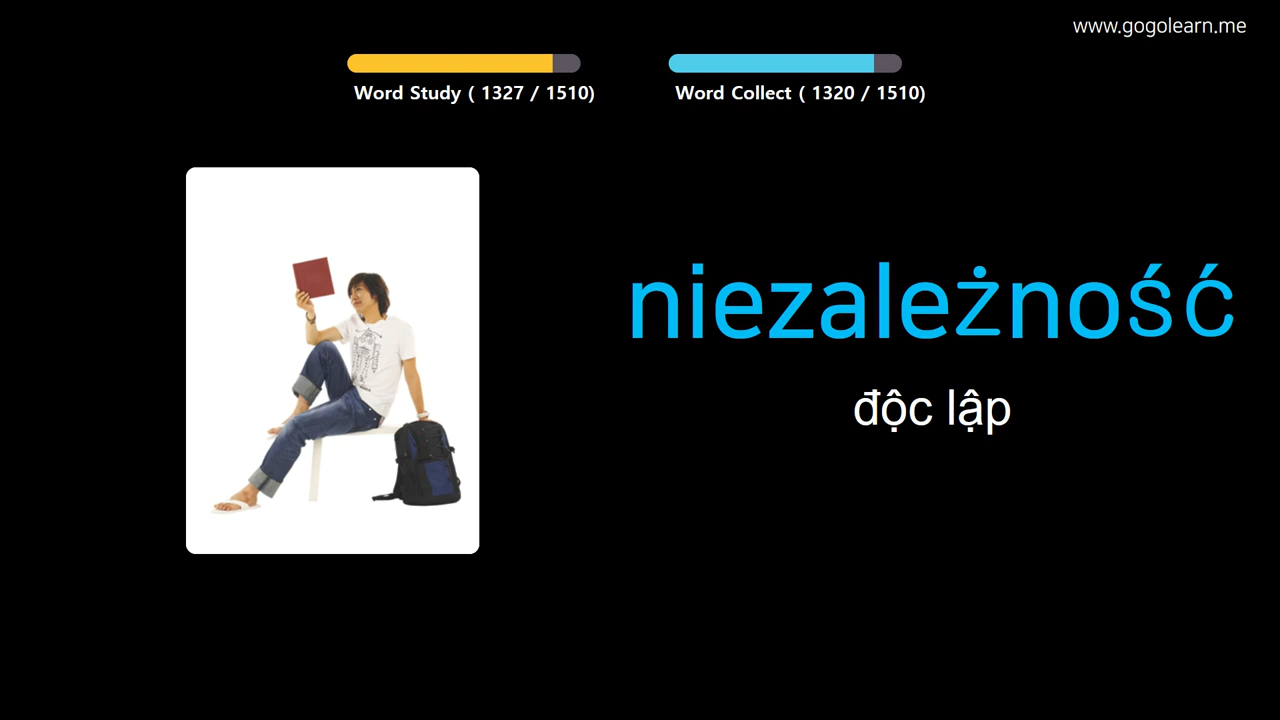 www.gogolearn.me
Word Study ( 1327 / 1510)
Word Collect ( 1320 / 1510)
niezależność
độc lập